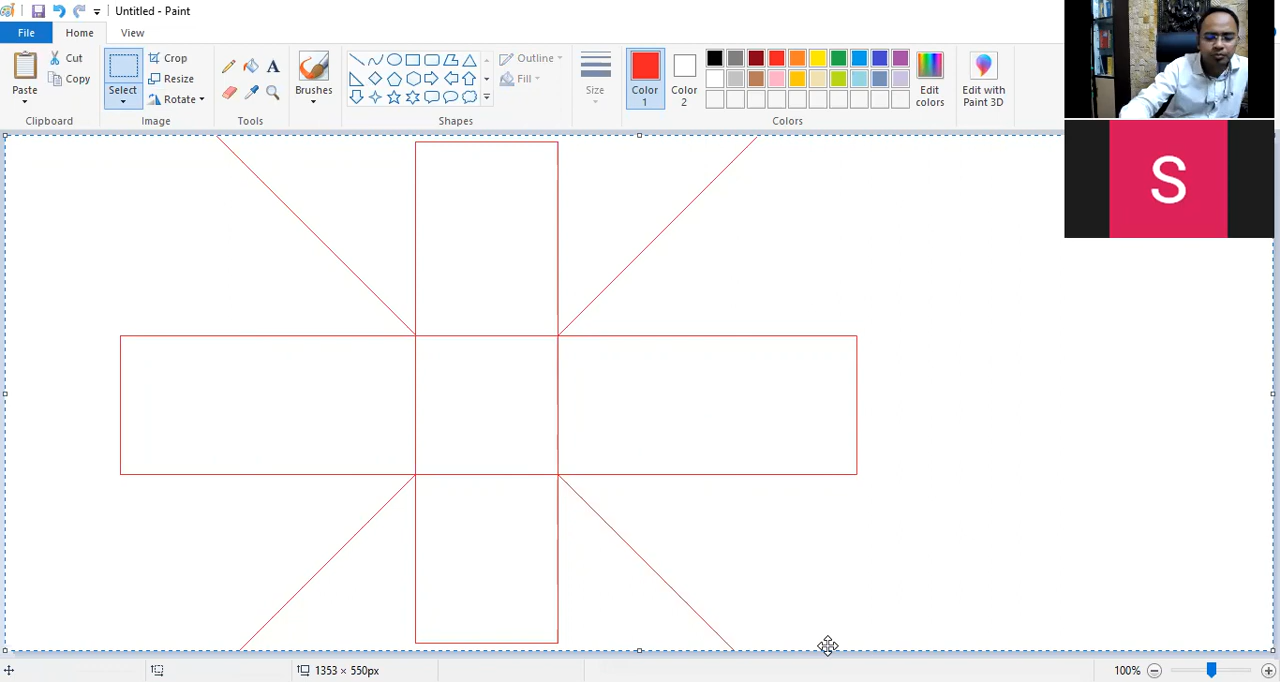 Untitled - Paint
File Home View
Paste
Cut
Copy
Clipboard
Select
Crop
Resize
Rotate
Image
A
Tools
Brushes
Outline
Fill
Shapes
Size
Color 1
Color 2
Edit colors
Colors
Edit with Paint 3D
S
1353 × 550px
100%